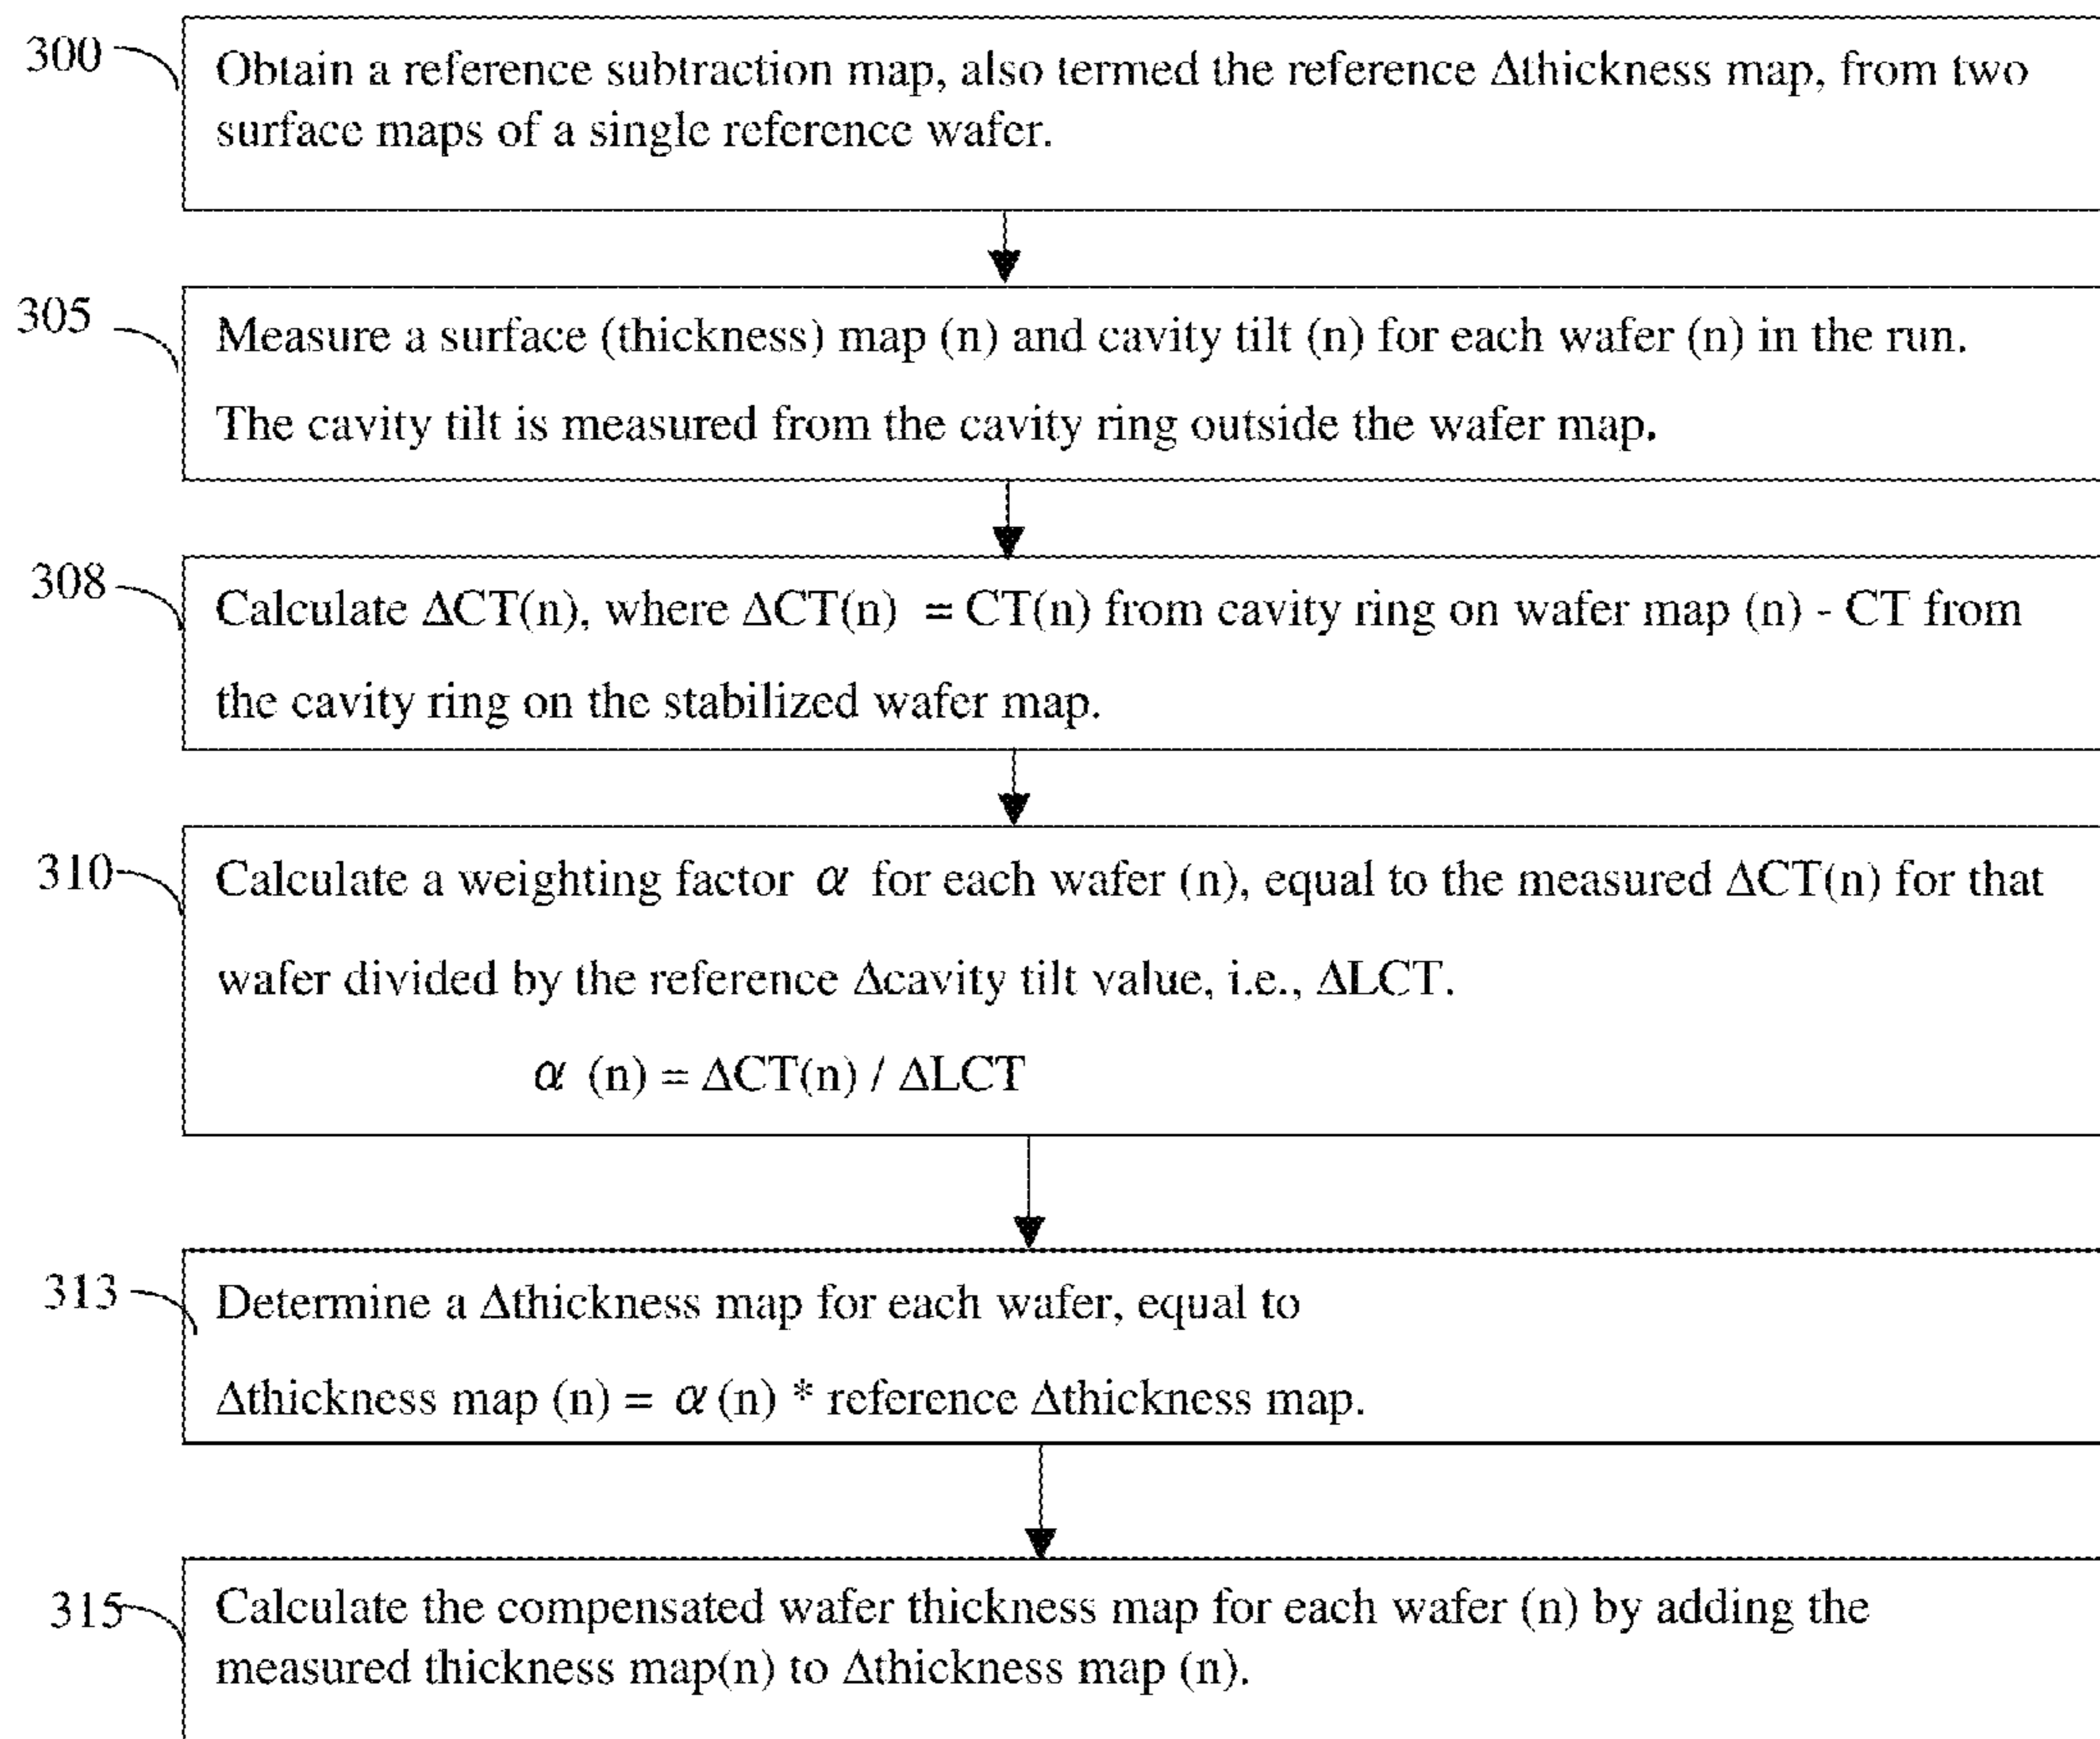 300
Obtain a reference subtraction map, also termed the reference Δthickness map, from two
surface maps of a single reference wafer.
305
Measure a surface (thickness) map (n) and cavity tilt (n) for each wafer (n) in the run.
The cavity tilt is measured from the cavity ring outside the wafer map.
308
Calculate ΔCT(n), where ΔCT(n) = CT(n) from cavity ring on wafer map (n) - CT from
the cavity ring on the stabilized wafer map.
310
Calculate a weighting factor α for each wafer (n), equal to the measured ΔCT(n) for that
wafer divided by the reference Δcavity tilt value, i.e., ΔLCT.
α (n) = ΔCT(n) / ΔLCT
313
Determine a Δthickness map for each wafer, equal to
Δthickness map (n) = α(n) * reference Δthickness map.
315
Calculate the compensated wafer thickness map for each wafer (n) by adding the
measured thickness map(n) to Δthickness map (n).